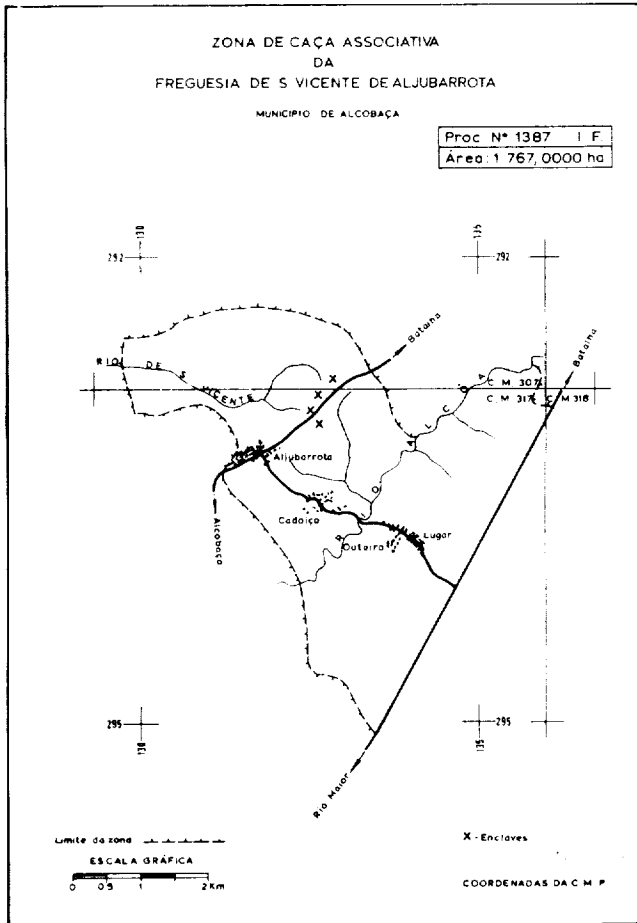 ZONA DE CAÇA ASSOCIATIVA
DA
FREGUESIA DE S VICENTE DE ALJUBARROTA
MUNICIPIO DE ALCOBAÇA
Proc Nº 1387 I F
Área: 1 767,0000 ha
130
135
292
292
Batalha
Batalha
RIO DE S VICENTE
C M 307
C M 317
C M 318
RIO ALCOA
Aljubarrota
Alcobaça
Cadoiço
Outeiro
Lugar
295
295
130
135
Rio Maior
Limite da zona
X - Enclaves
ESCALA GRÁFICA
0 0,5 1 2 Km
COORDENADAS DA C M P